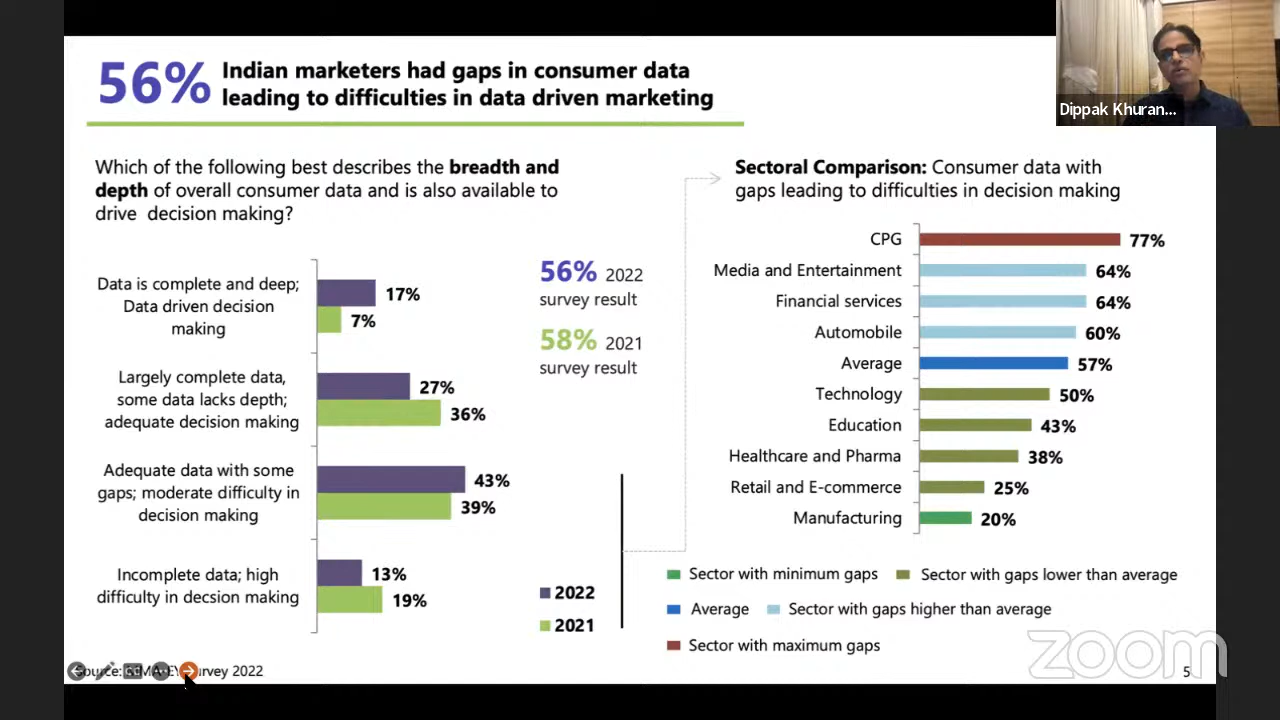 56%
Indian marketers had gaps in consumer data
leading to difficulties in data driven marketing
Dippak Khuran...
Which of the following best describes the breadth and
depth of overall consumer data and is also available to
drive decision making?
Data is complete and deep;
Data driven decision
making
17%
7%
Largely complete data,
some data lacks depth;
adequate decision making
27%
36%
Adequate data with some
gaps; moderate difficulty in
decision making
43%
39%
Incomplete data; high
difficulty in decsion making
13%
19%
56% 2022
survey result
58% 2021
survey result
2022
2021
Sectoral Comparison: Consumer data with
gaps leading to difficulties in decision making
CPG 77%
Media and Entertainment 64%
Financial services 64%
Automobile 60%
Average 57%
Technology 50%
Education 43%
Healthcare and Pharma 38%
Retail and E-commerce 25%
Manufacturing 20%
Sector with minimum gaps
Sector with gaps lower than average
Average
Sector with gaps higher than average
Sector with maximum gaps
zoom
2022
5